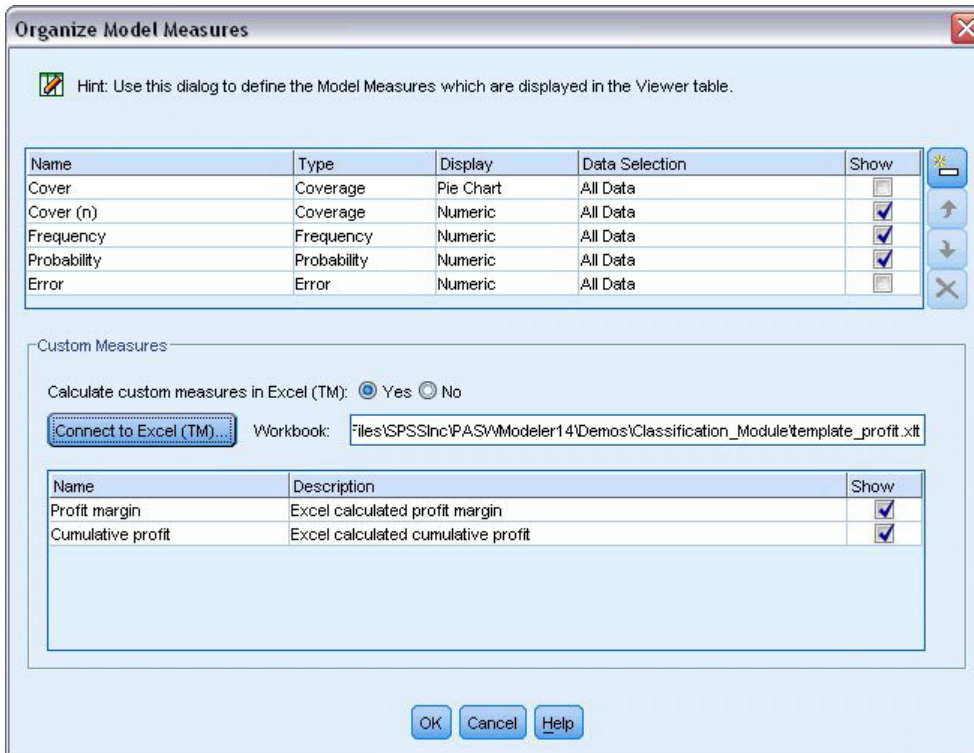 Organize Model Measures
Hint: Use this dialog to define the Model Measures which are displayed in the Viewer table.
Name Type Display Data Selection Show
Cover Coverage Pie Chart All Data
Cover (n) Coverage Numeric All Data
Frequency Frequency Numeric All Data
Probability Probability Numeric All Data
Error Error Numeric All Data
Custom Measures
Calculate custom measures in Excel (TM): Yes No
Connect to Excel (TM)... Workbook: Files\SPSSInc\PASWModeler14\Demos\Classification_Module\template_profit.xlt
Name Description Show
Profit margin Excel calculated profit margin
Cumulative profit Excel calculated cumulative profit
OK Cancel Help